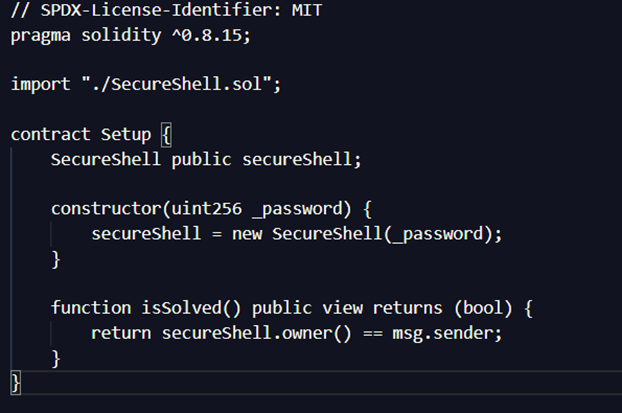 // SPDX-License-Identifier: MIT
pragma solidity ^0.8.15;
import "./SecureShell.sol";
contract Setup {
    SecureShell public secureShell;
    constructor(uint256 _password) {
        secureShell = new SecureShell(_password);
    }
    function isSolved() public view returns (bool) {
        return secureShell.owner() == msg.sender;
    }
}